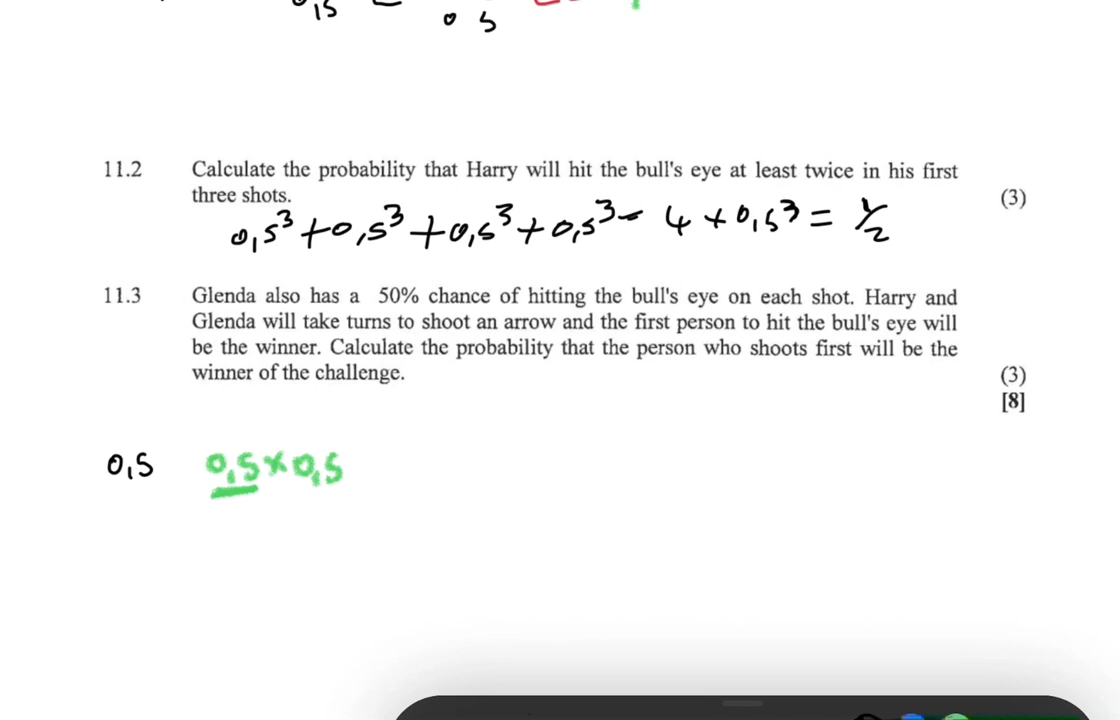 0,5
0 5
11.2 Calculate the probability that Harry will hit the bull's eye at least twice in his first
three shots. (3)
0,5³+0,5³+0,5³+0,5³= 4 × 0,5³ = 1/2
11.3 Glenda also has a 50% chance of hitting the bull's eye on each shot. Harry and
Glenda will take turns to shoot an arrow and the first person to hit the bull's eye will
be the winner. Calculate the probability that the person who shoots first will be the
winner of the challenge. (3)
[8]
0,5 0,5×0,5